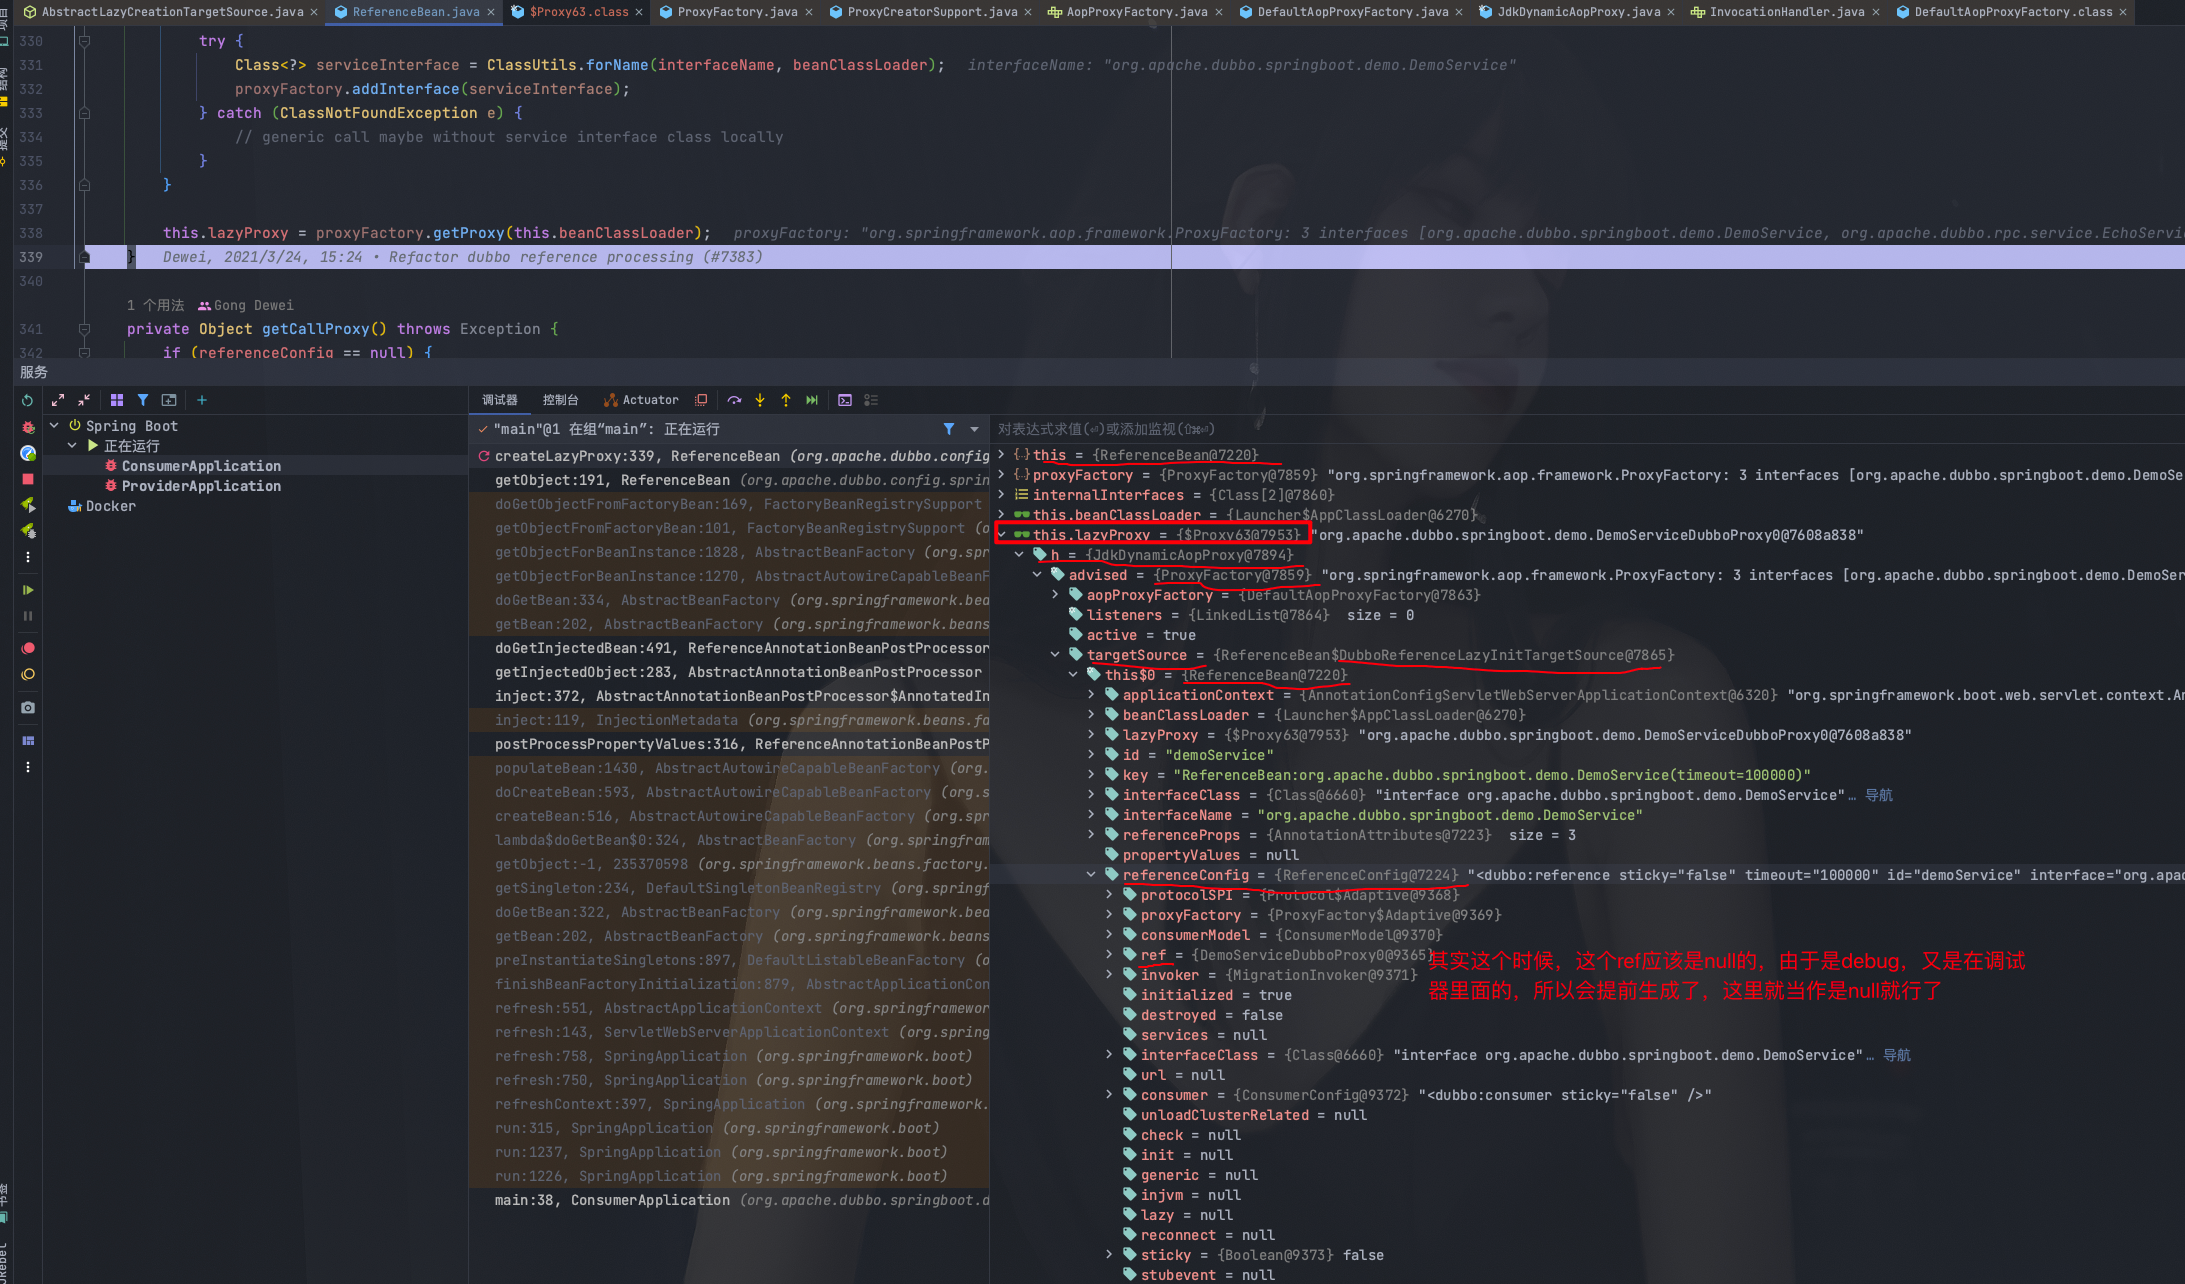 AbstractLazyCreationTargetSource.java × ReferenceBean.java × $Proxy63.class × ProxyFactory.java × ProxyCreatorSupport.java × AopProxyFactory.java × DefaultAopProxyFactory.java × JdkDynamicAopProxy.java × InvocationHandler.java × DefaultAopProxyFactory.class ×
330 try {
331 Class<?> serviceInterface = ClassUtils.forName(interfaceName, beanClassLoader); interfaceName: "org.apache.dubbo.springboot.demo.DemoService"
332 proxyFactory.addInterface(serviceInterface);
333 } catch (ClassNotFoundException e) {
334 // generic call maybe without service interface class locally
335 }
336 }
337
338 this.lazyProxy = proxyFactory.getProxy(this.beanClassLoader); proxyFactory: "org.springframework.aop.framework.ProxyFactory: 3 interfaces [org.apache.dubbo.springboot.demo.DemoService, org.apache.dubbo.rpc.service.EchoServi
339 } Dewei, 2021/3/24, 15:24 • Refactor dubbo reference processing (#7383)
340
1 个用法 Gong Dewei
341 private Object getCallProxy() throws Exception {
342 if (referenceConfig == null) {
服务
Spring Boot
正在运行
ConsumerApplication
ProviderApplication
Docker
调试器 控制台 Actuator
"main"@1 在组“main”: 正在运行
createLazyProxy:339, ReferenceBean (org.apache.dubbo.config
getObject:191, ReferenceBean (org.apache.dubbo.config.sprin
doGetObjectFromFactoryBean:169, FactoryBeanRegistrySupport
getObjectFromFactoryBean:101, FactoryBeanRegistrySupport (o
getObjectForBeanInstance:1828, AbstractBeanFactory (org.spr
getObjectForBeanInstance:1270, AbstractAutowireCapableBeanF
doGetBean:334, AbstractBeanFactory (org.springframework.bea
getBean:202, AbstractBeanFactory (org.springframework.beans
doGetInjectedBean:491, ReferenceAnnotationBeanPostProcessor
getInjectedObject:283, AbstractAnnotationBeanPostProcessor
inject:372, AbstractAnnotationBeanPostProcessor$AnnotatedIn
inject:119, InjectionMetadata (org.springframework.beans.fa
postProcessPropertyValues:316, ReferenceAnnotationBeanPostP
populateBean:1430, AbstractAutowireCapableBeanFactory (org.
doCreateBean:593, AbstractAutowireCapableBeanFactory (org.s
createBean:516, AbstractAutowireCapableBeanFactory (org.spr
lambda$doGetBean$0:324, AbstractBeanFactory (org.springfram
getObject:-1, 235370598 (org.springframework.beans.factory.
getSingleton:234, DefaultSingletonBeanRegistry (org.springf
doGetBean:322, AbstractBeanFactory (org.springframework.bea
getBean:202, AbstractBeanFactory (org.springframework.beans
preInstantiateSingletons:897, DefaultListableBeanFactory (o
finishBeanFactoryInitialization:879, AbstractApplicationCon
refresh:551, AbstractApplicationContext (org.springframewor
refresh:143, ServletWebServerApplicationContext (org.spring
refresh:758, SpringApplication (org.springframework.boot)
refresh:750, SpringApplication (org.springframework.boot)
refreshContext:397, SpringApplication (org.springframework.
run:315, SpringApplication (org.springframework.boot)
run:1237, SpringApplication (org.springframework.boot)
run:1226, SpringApplication (org.springframework.boot)
main:38, ConsumerApplication (org.apache.dubbo.springboot.d
对表达式求值(⏎)或添加监视(⇧⌘⏎)
this = {ReferenceBean@7220}
proxyFactory = {ProxyFactory@7859} "org.springframework.aop.framework.ProxyFactory: 3 interfaces [org.apache.dubbo.springboot.demo.DemoSe
internalInterfaces = {Class[2]@7860}
this.beanClassLoader = {Launcher$AppClassLoader@6270}
this.lazyProxy = {$Proxy63@7953} "org.apache.dubbo.springboot.demo.DemoServiceDubboProxy0@7608a838"
h = {JdkDynamicAopProxy@7894}
advised = {ProxyFactory@7859} "org.springframework.aop.framework.ProxyFactory: 3 interfaces [org.apache.dubbo.springboot.demo.DemoSer
aopProxyFactory = {DefaultAopProxyFactory@7863}
listeners = {LinkedList@7864} size = 0
active = true
targetSource = {ReferenceBean$DubboReferenceLazyInitTargetSource@7865}
this$0 = {ReferenceBean@7220}
applicationContext = {AnnotationConfigServletWebServerApplicationContext@6320} "org.springframework.boot.web.servlet.context.An
beanClassLoader = {Launcher$AppClassLoader@6270}
lazyProxy = {$Proxy63@7953} "org.apache.dubbo.springboot.demo.DemoServiceDubboProxy0@7608a838"
id = "demoService"
key = "ReferenceBean:org.apache.dubbo.springboot.demo.DemoService(timeout=100000)"
interfaceClass = {Class@6660} "interface org.apache.dubbo.springboot.demo.DemoService"… 导航
interfaceName = "org.apache.dubbo.springboot.demo.DemoService"
referenceProps = {AnnotationAttributes@7223} size = 3
propertyValues = null
referenceConfig = {ReferenceConfig@7224} "<dubbo:reference sticky="false" timeout="100000" id="demoService" interface="org.apac
protocolSPI = {Protocol$Adaptive@9368}
proxyFactory = {ProxyFactory$Adaptive@9369}
consumerModel = {ConsumerModel@9370}
ref = {DemoServiceDubboProxy0@9365}
invoker = {MigrationInvoker@9371}
其实这个时候，这个ref应该是null的，由于是debug，又是在调试
器里面的，所以会提前生成了，这里就当作是null就行了
initialized = true
destroyed = false
services = null
interfaceClass = {Class@6660} "interface org.apache.dubbo.springboot.demo.DemoService"… 导航
url = null
consumer = {ConsumerConfig@9372} "<dubbo:consumer sticky="false" />"
unloadClusterRelated = null
check = null
init = null
generic = null
injvm = null
lazy = null
reconnect = null
sticky = {Boolean@9373} false
stubevent = null
结构
提交
书签
JRebel